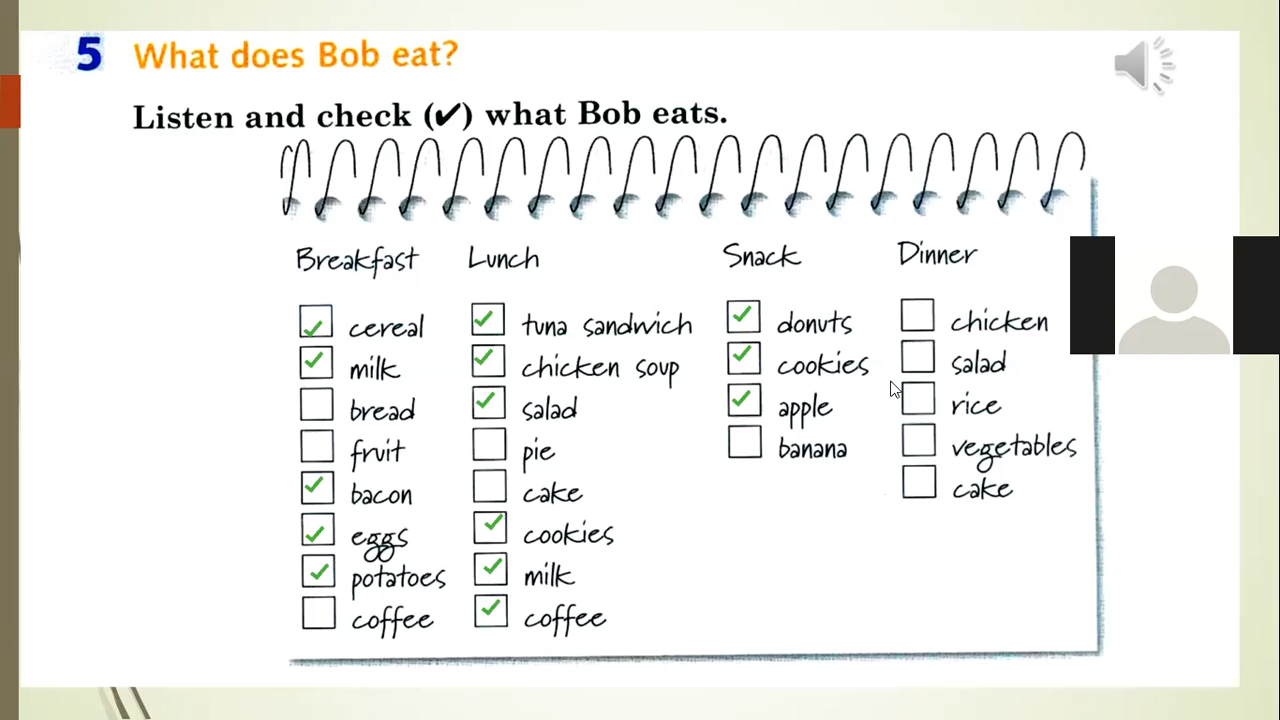 5 What does Bob eat?
Listen and check (✔) what Bob eats.
Breakfast
cereal
milk
bread
fruit
bacon
eggs
potatoes
coffee
Lunch
tuna sandwich
chicken soup
salad
pie
cake
cookies
milk
coffee
Snack
donuts
cookies
apple
banana
Dinner
chicken
salad
rice
vegetables
cake